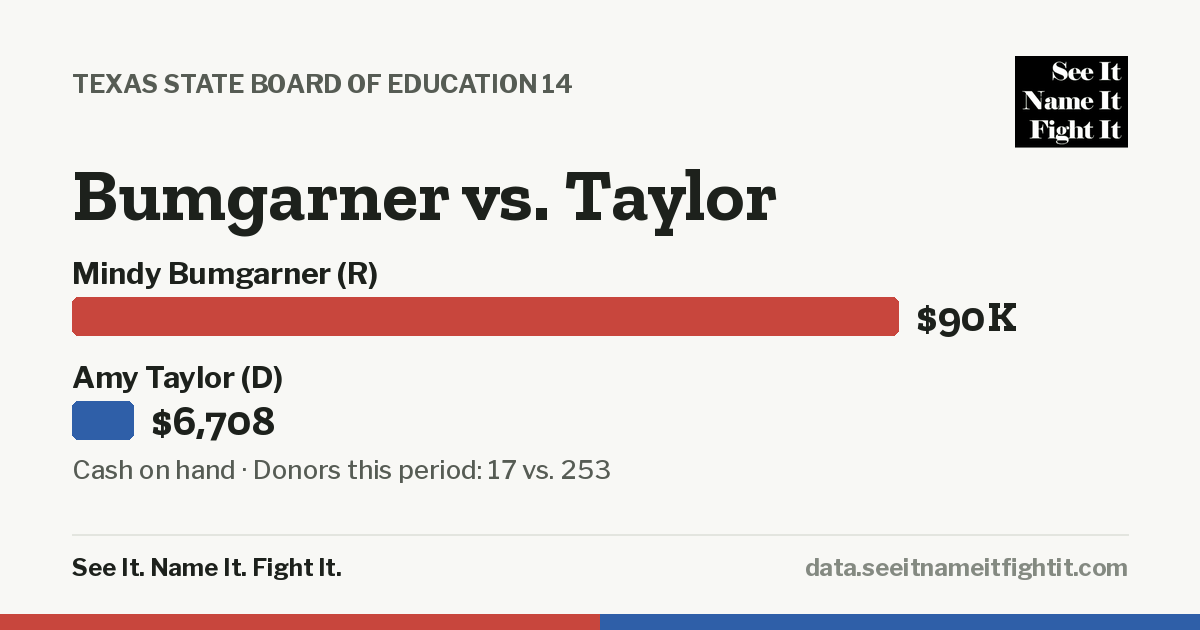 TEXAS STATE BOARD OF EDUCATION 14
See It
Name It
Fight It
Bumgarner vs. Taylor
Mindy Bumgarner (R)
$90K
Amy Taylor (D)
$6,708
Cash on hand · Donors this period: 17 vs. 253
See It. Name It. Fight It.
data.seeitnameitfightit.com